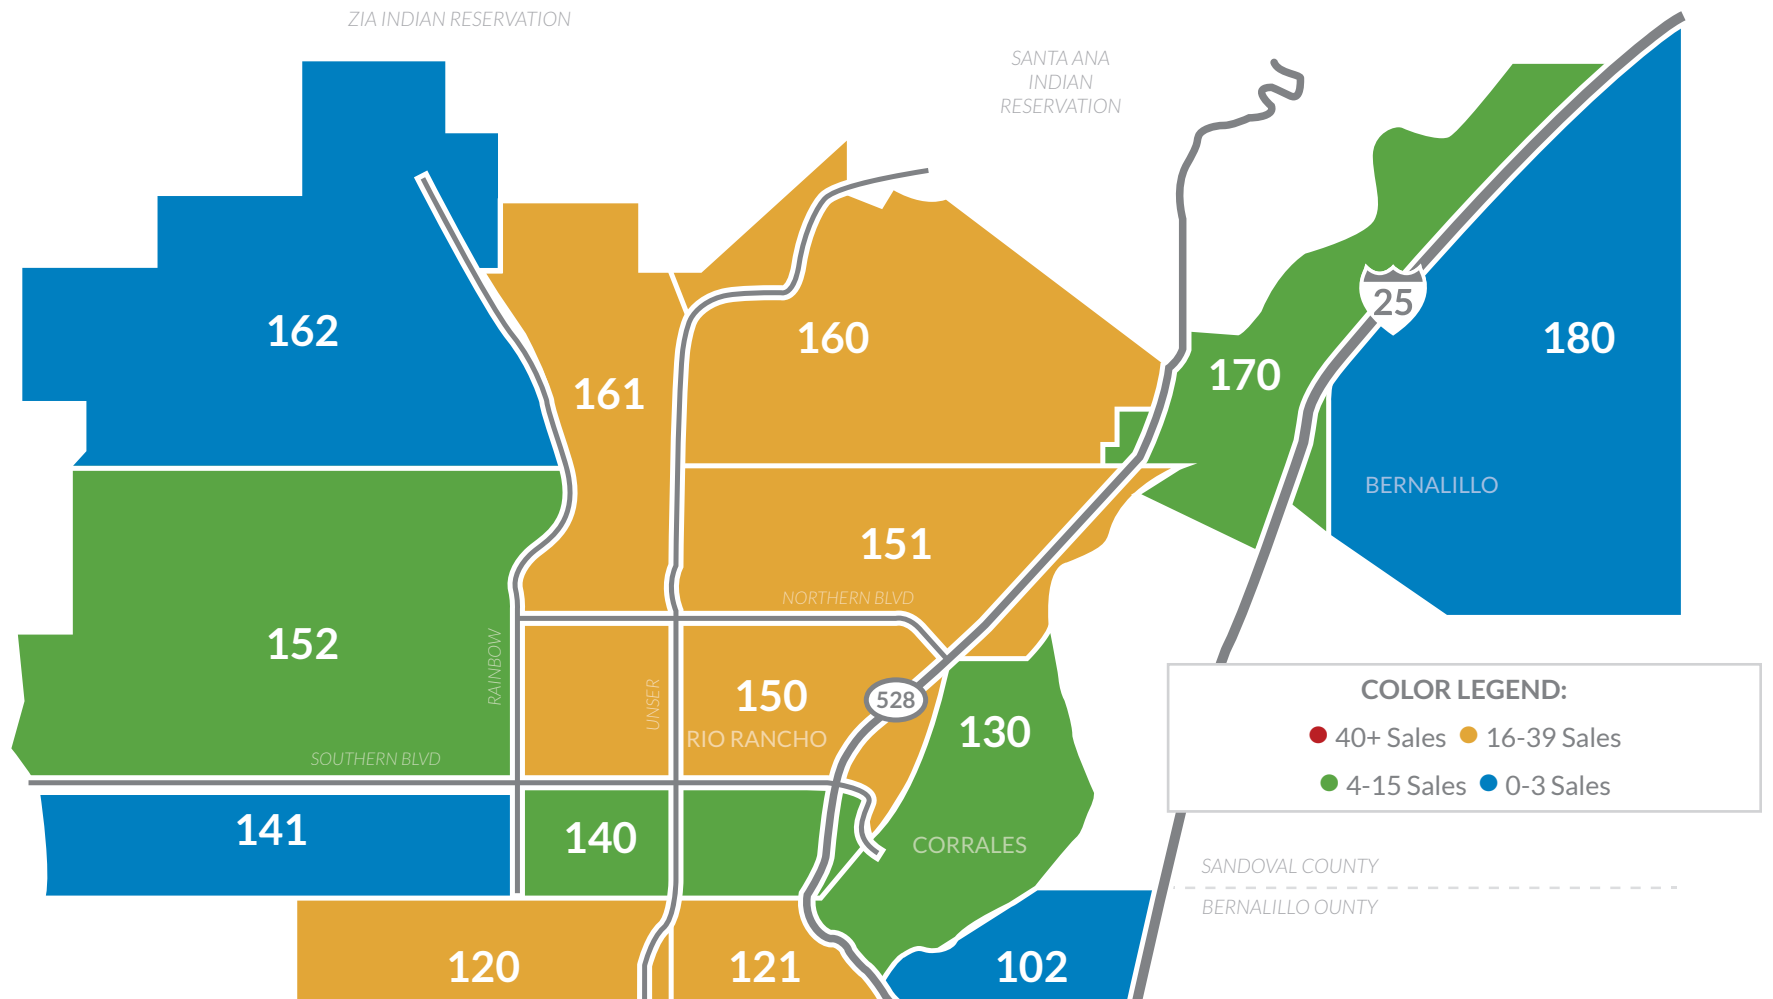 ZIA INDIAN RESERVATION
SANTA ANA
INDIAN
RESERVATION
25
162
160
180
161
170
BERNALILLO
151
NORTHERN BLVD
152
RAINBOW
UNSER
150
528
RIO RANCHO
130
SOUTHERN BLVD
COLOR LEGEND:
40+ Sales 16-39 Sales
4-15 Sales 0-3 Sales
141
140
CORRALES
SANDOVAL COUNTY
BERNALILLO OUNTY
120
121
102